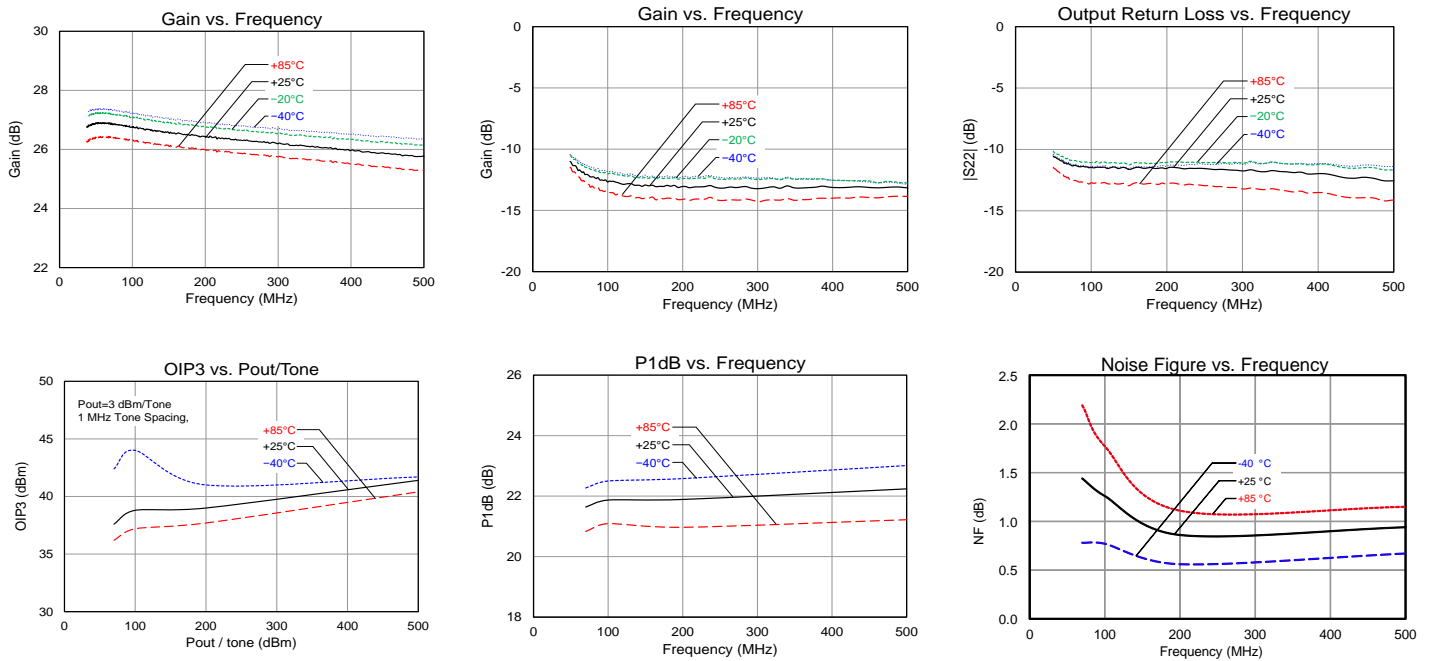 Gain vs. Frequency
30
28
26
24
22
Gain (dB)
+85°C
+25°C
−20°C
−40°C
0
100
200
300
400
500
Frequency (MHz)
Gain vs. Frequency
0
-5
-10
-15
-20
Gain (dB)
+85°C
+25°C
−20°C
−40°C
0
100
200
300
400
500
Frequency (MHz)
Output Return Loss vs. Frequency
0
-5
-10
-15
-20
|S22| (dB)
+85°C
+25°C
−20°C
−40°C
0
100
200
300
400
500
Frequency (MHz)
OIP3 vs. Pout/Tone
50
45
40
35
30
OIP3 (dBm)
Pout=3 dBm/Tone
1 MHz Tone Spacing,
+85°C
+25°C
−40°C
0
100
200
300
400
500
Pout / tone (dBm)
P1dB vs. Frequency
26
24
22
20
18
P1dB (dB)
+85°C
+25°C
−40°C
0
100
200
300
400
500
Frequency (MHz)
Noise Figure vs. Frequency
2.5
2.0
1.5
1.0
0.5
0.0
NF (dB)
-40 °C
+25 °C
+85 °C
0
100
200
300
400
500
Frequency (MHz)